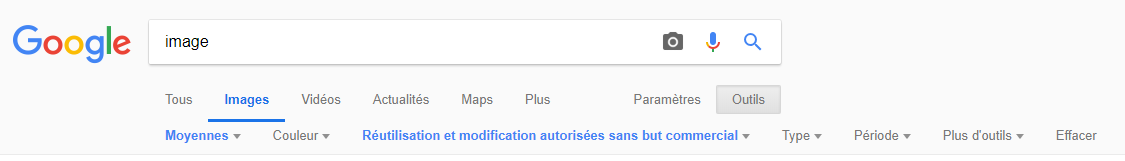 Google image
Tous Images Vidéos Actualités Maps Plus Paramètres Outils
Moyennes Couleur Réutilisation et modification autorisées sans but commercial Type Période Plus d'outils Effacer